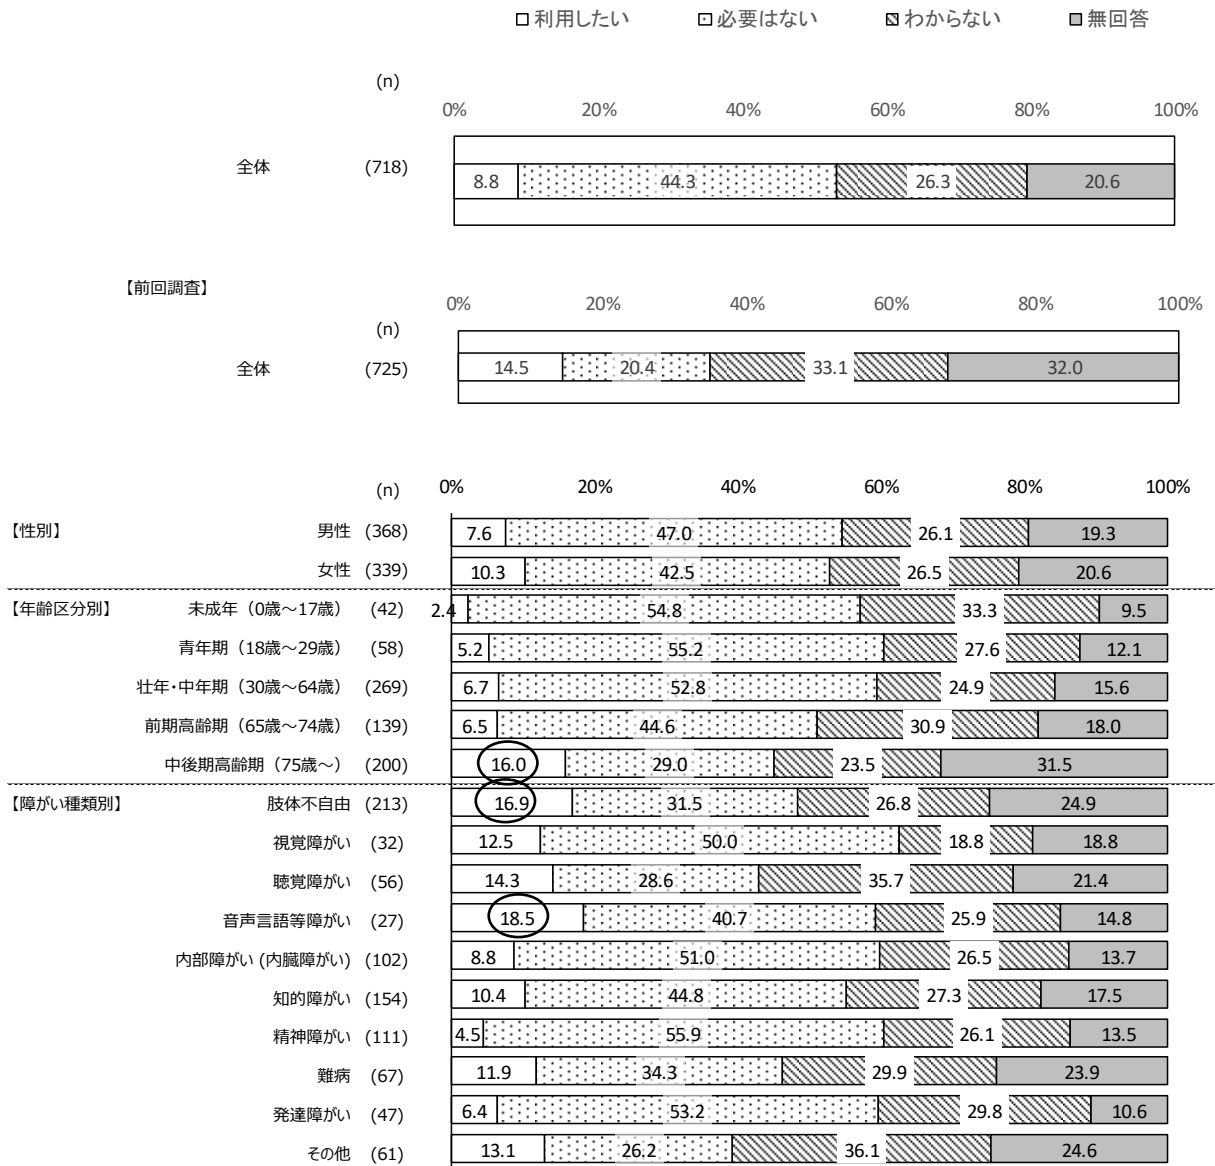 利用したい 必要はない わからない 無回答
(n)
0% 20% 40% 60% 80% 100%
全体 (718) 8.8 44.3 26.3 20.6
【前回調査】
0% 20% 40% 60% 80% 100%
(n)
全体 (725) 14.5 20.4 33.1 32.0
(n) 0% 20% 40% 60% 80% 100%
【性別】 男性 (368) 7.6 47.0 26.1 19.3
女性 (339) 10.3 42.5 26.5 20.6
【年齢区分別】 未成年（0歳～17歳） (42) 2.4 54.8 33.3 9.5
青年期（18歳～29歳） (58) 5.2 55.2 27.6 12.1
壮年・中年期（30歳～64歳） (269) 6.7 52.8 24.9 15.6
前期高齢期（65歳～74歳） (139) 6.5 44.6 30.9 18.0
中後期高齢期（75歳～） (200) 16.0 29.0 23.5 31.5
【障がい種類別】 肢体不自由 (213) 16.9 31.5 26.8 24.9
視覚障がい (32) 12.5 50.0 18.8 18.8
聴覚障がい (56) 14.3 28.6 35.7 21.4
音声言語等障がい (27) 18.5 40.7 25.9 14.8
内部障がい (内臓障がい) (102) 8.8 51.0 26.5 13.7
知的障がい (154) 10.4 44.8 27.3 17.5
精神障がい (111) 4.5 55.9 26.1 13.5
難病 (67) 11.9 34.3 29.9 23.9
発達障がい (47) 6.4 53.2 29.8 10.6
その他 (61) 13.1 26.2 36.1 24.6